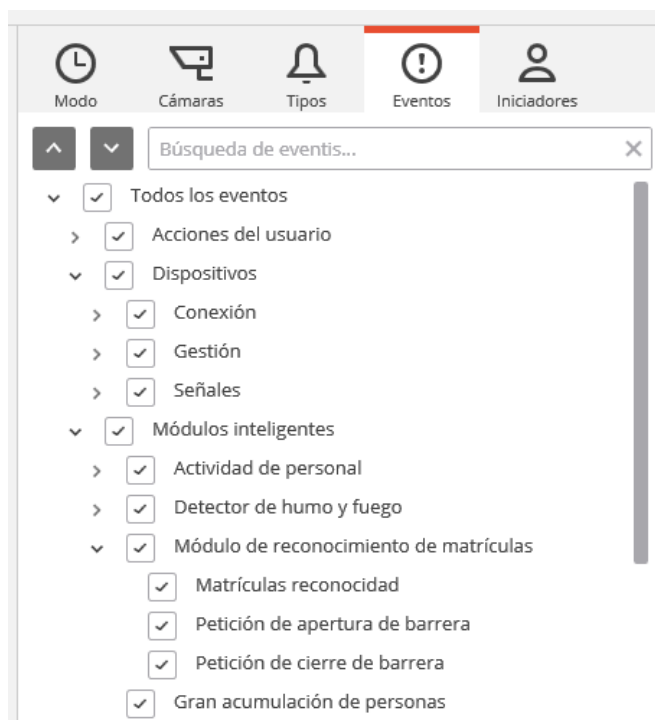 Modo Cámaras Tipos Eventos Iniciadores
Búsqueda de eventis...
Todos los eventos
Acciones del usuario
Dispositivos
Conexión
Gestión
Señales
Módulos inteligentes
Actividad de personal
Detector de humo y fuego
Módulo de reconocimiento de matrículas
Matrículas reconocidad
Petición de apertura de barrera
Petición de cierre de barrera
Gran acumulación de personas